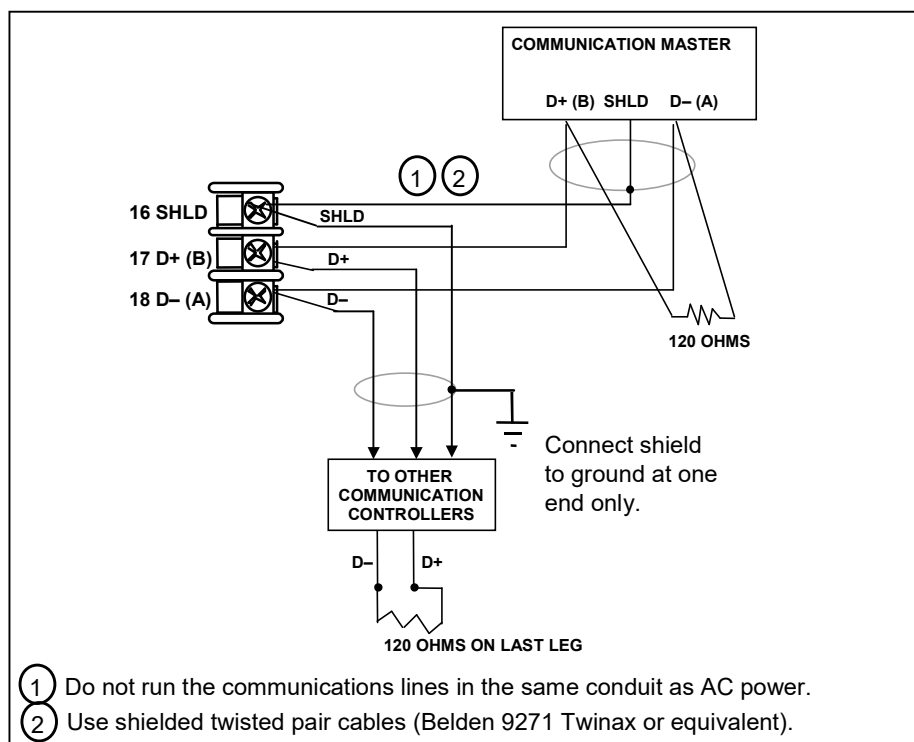 COMMUNICATION MASTER
D+ (B) SHLD D– (A)
1 2
16 SHLD
SHLD
17 D+ (B)
D+
18 D– (A)
D–
120 OHMS
Connect shield
to ground at one
end only.
TO OTHER
COMMUNICATION
CONTROLLERS
D– D+
120 OHMS ON LAST LEG
1 Do not run the communications lines in the same conduit as AC power.
2 Use shielded twisted pair cables (Belden 9271 Twinax or equivalent).